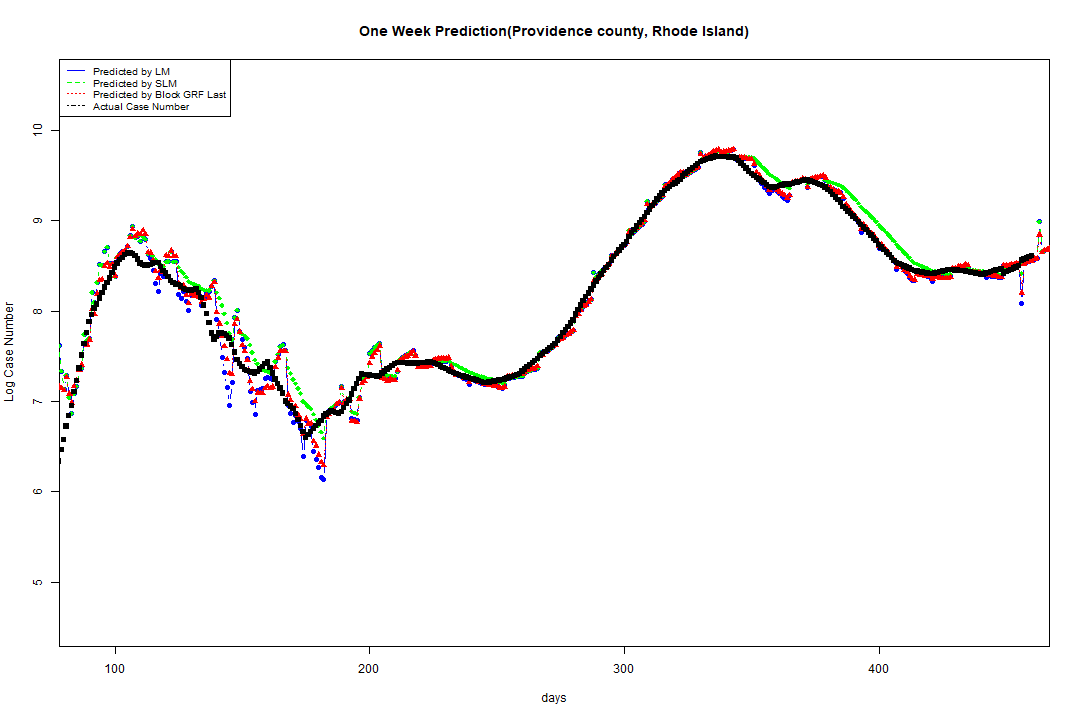 One Week Prediction(Providence county, Rhode Island)
Predicted by LM
Predicted by SLM
Predicted by Block GRF Last
Actual Case Number
10
9
8
7
6
5
Log Case Number
100 200 300 400
days